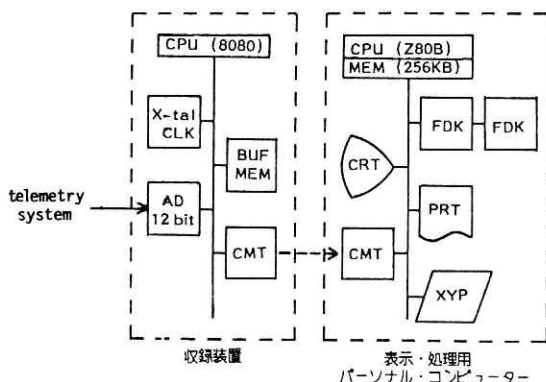 CPU (8080)
X-tal
CLK
BUF
MEM
telemetry
system
AD
12 bit
CMT
収録装置
CPU (Z80B)
MEM (256KB)
FDK
FDK
CRT
PRT
CMT
XYP
表示・処理用
パーソナル・コンピューター